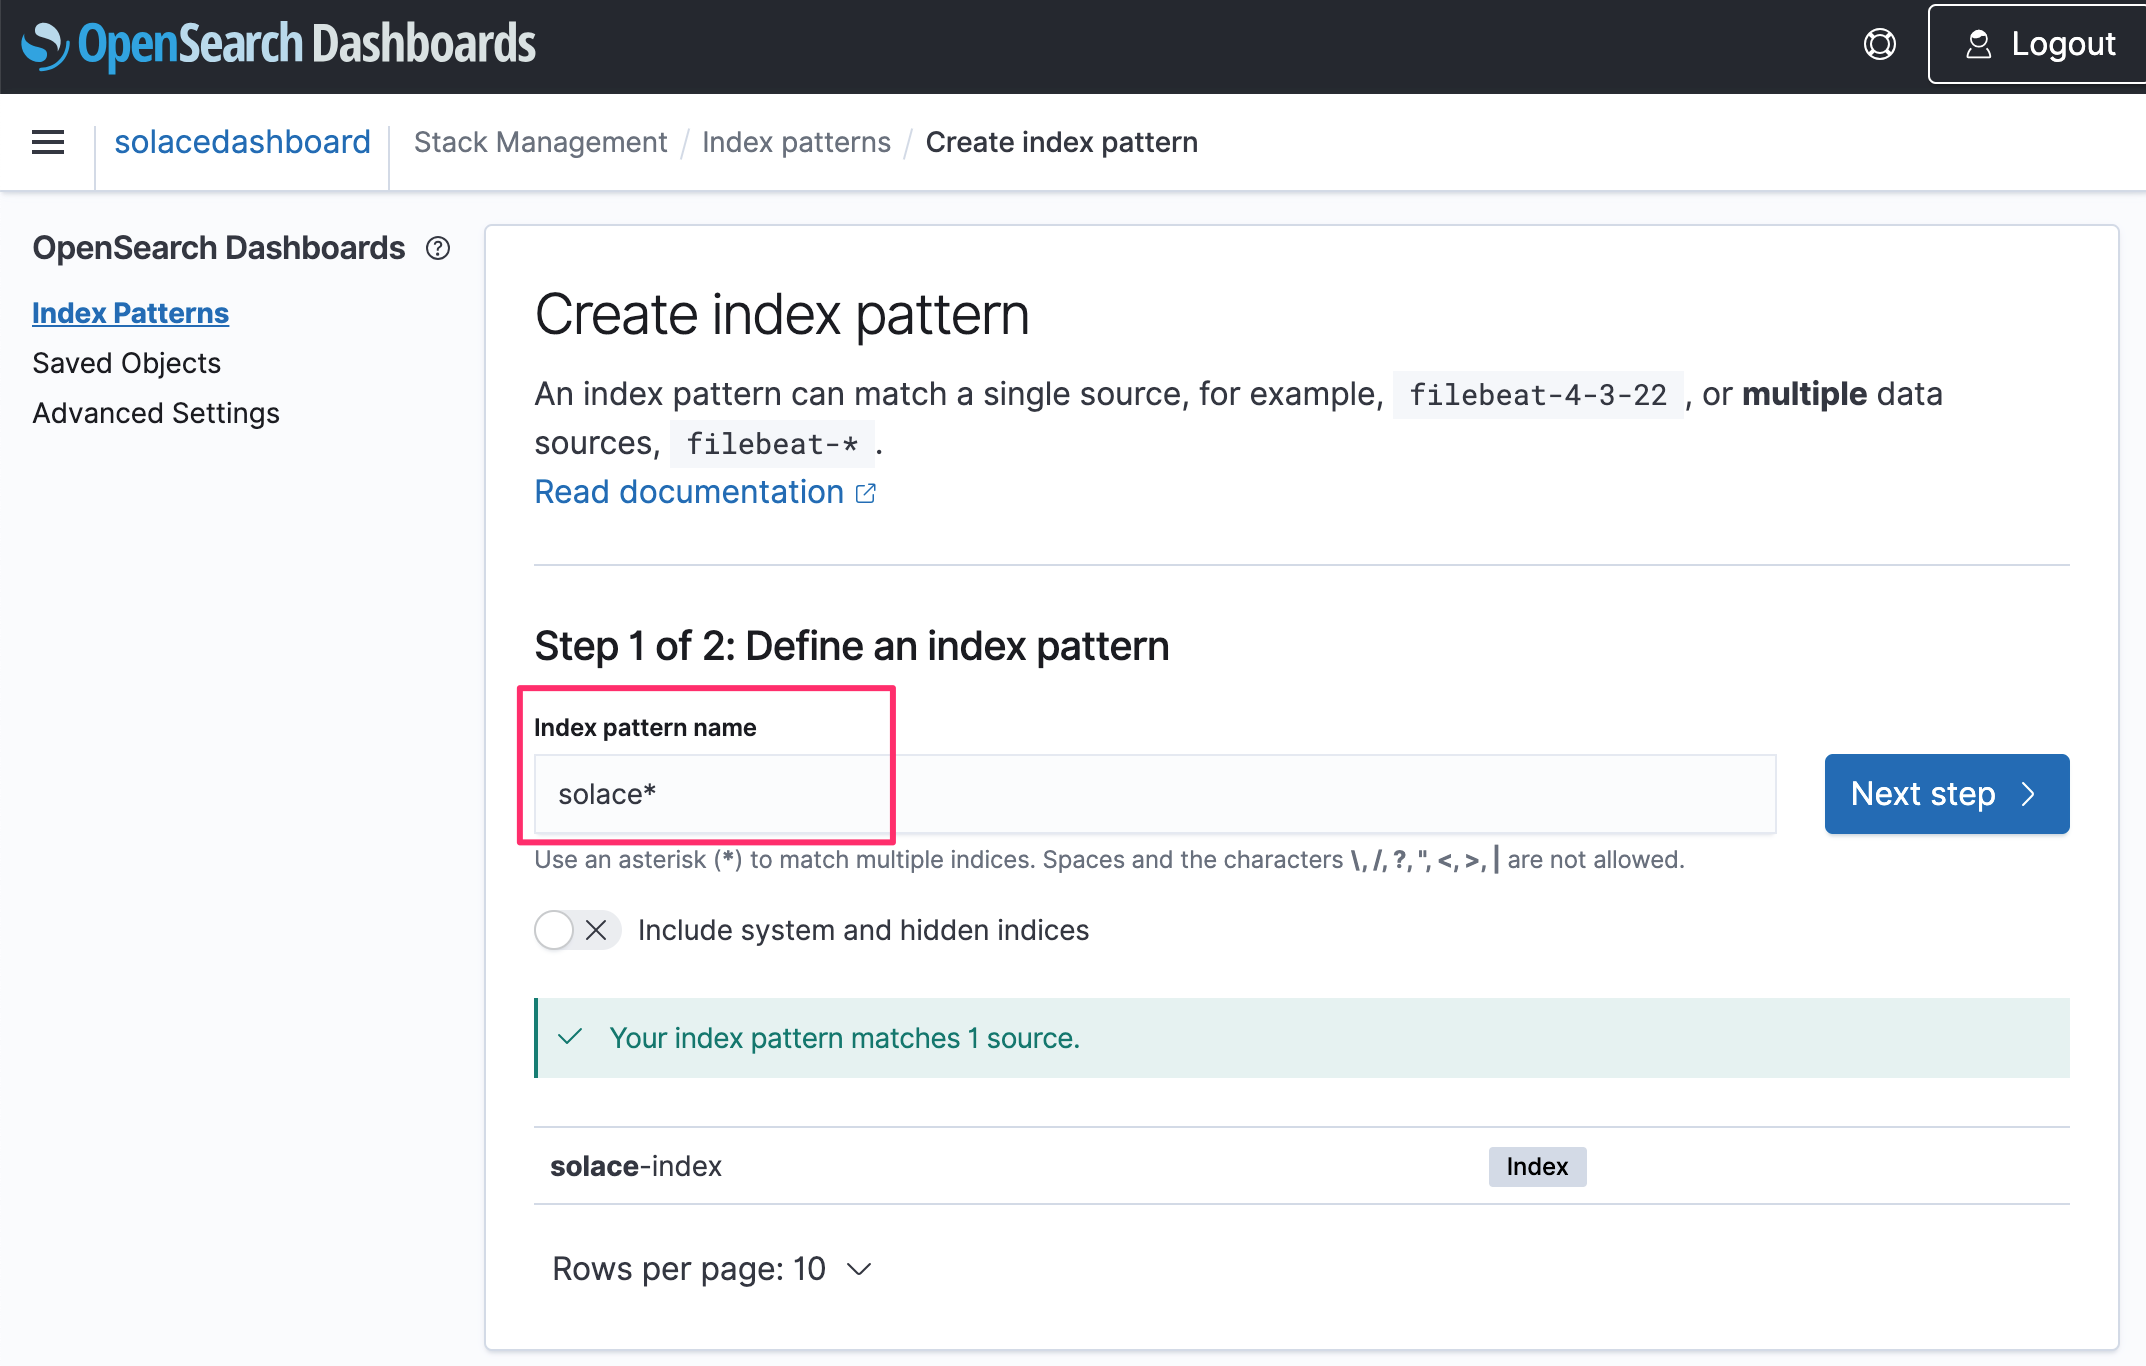 OpenSearch Dashboards
Logout
solacedashboard
Stack Management / Index patterns / Create index pattern
OpenSearch Dashboards
Index Patterns
Saved Objects
Advanced Settings
Create index pattern
An index pattern can match a single source, for example, filebeat-4-3-22 , or multiple data
sources, filebeat-* .
Read documentation
Step 1 of 2: Define an index pattern
Index pattern name
solace*
Next step
Use an asterisk (*) to match multiple indices. Spaces and the characters \, /, ?, ", <, >, | are not allowed.
Include system and hidden indices
Your index pattern matches 1 source.
solace-index
Index
Rows per page: 10